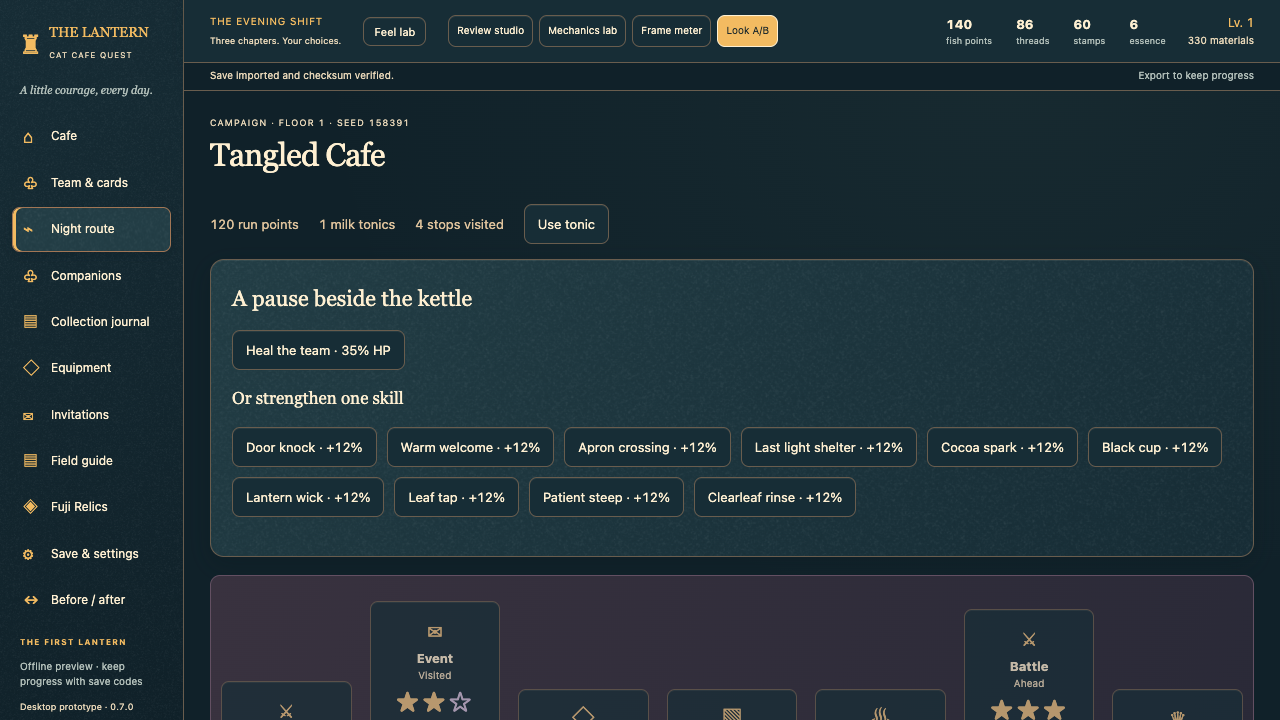 THE LANTERN
CAT CAFE QUEST
A little courage, every day.
Cafe
Team & cards
Night route
Companions
Collection journal
Equipment
Invitations
Field guide
Fuji Relics
Save & settings
Before / after
THE FIRST LANTERN
Offline preview · keep
progress with save codes
Desktop prototype · 0.7.0
THE EVENING SHIFT
Three chapters. Your choices.
Feel lab
Review studio
Mechanics lab
Frame meter
Look A/B
140
fish points
86
threads
60
stamps
6
essence
Lv. 1
330 materials
Save imported and checksum verified.
Export to keep progress
CAMPAIGN · FLOOR 1 · SEED 158391
Tangled Cafe
120 run points
1 milk tonics
4 stops visited
Use tonic
A pause beside the kettle
Heal the team · 35% HP
Or strengthen one skill
Door knock · +12%
Warm welcome · +12%
Apron crossing · +12%
Last light shelter · +12%
Cocoa spark · +12%
Black cup · +12%
Lantern wick · +12%
Leaf tap · +12%
Patient steep · +12%
Clearleaf rinse · +12%
Event
Visited
Battle
Ahead